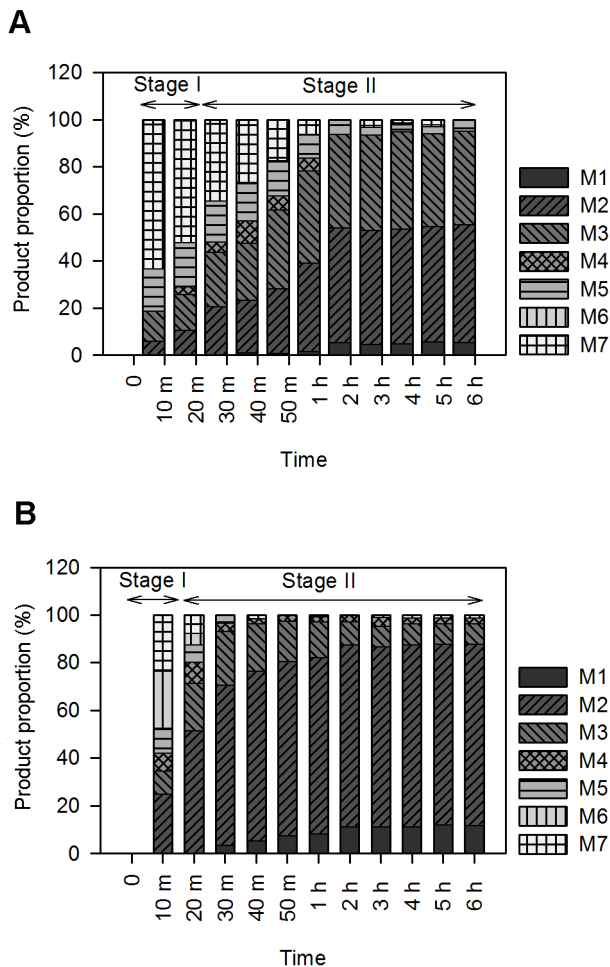 A
Stage I
Stage II
Product proportion (%)
120
100
80
60
40
20
0
0
10 m
20 m
30 m
40 m
50 m
1 h
2 h
3 h
4 h
5 h
6 h
Time
M1
M2
M3
M4
M5
M6
M7
B
Stage I
Stage II
Product proportion (%)
120
100
80
60
40
20
0
0
10 m
20 m
30 m
40 m
50 m
1 h
2 h
3 h
4 h
5 h
6 h
Time
M1
M2
M3
M4
M5
M6
M7